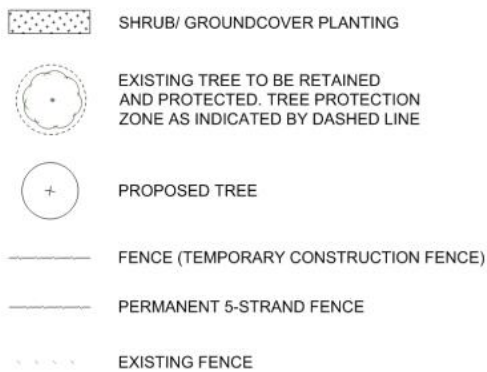 SHRUB/ GROUNDCOVER PLANTING
EXISTING TREE TO BE RETAINED
AND PROTECTED. TREE PROTECTION
ZONE AS INDICATED BY DASHED LINE
PROPOSED TREE
FENCE (TEMPORARY CONSTRUCTION FENCE)
PERMANENT 5-STRAND FENCE
EXISTING FENCE